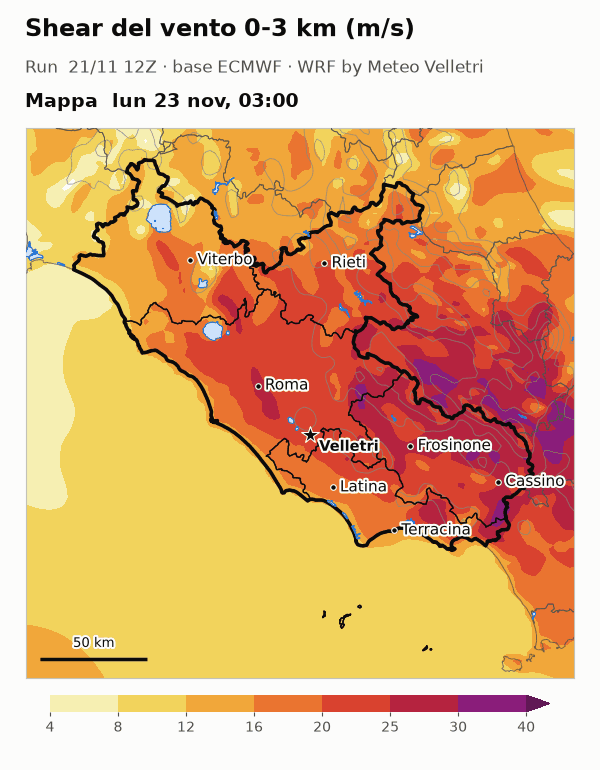 Shear del vento 0-3 km (m/s)
Run  21/11 12Z · base ECMWF · WRF by Meteo Velletri
Mappa  lun 23 nov, 03:00
Viterbo
Rieti
Roma
Velletri
Frosinone
Latina
Cassino
Terracina
50 km
4 8 12 16 20 25 30 40